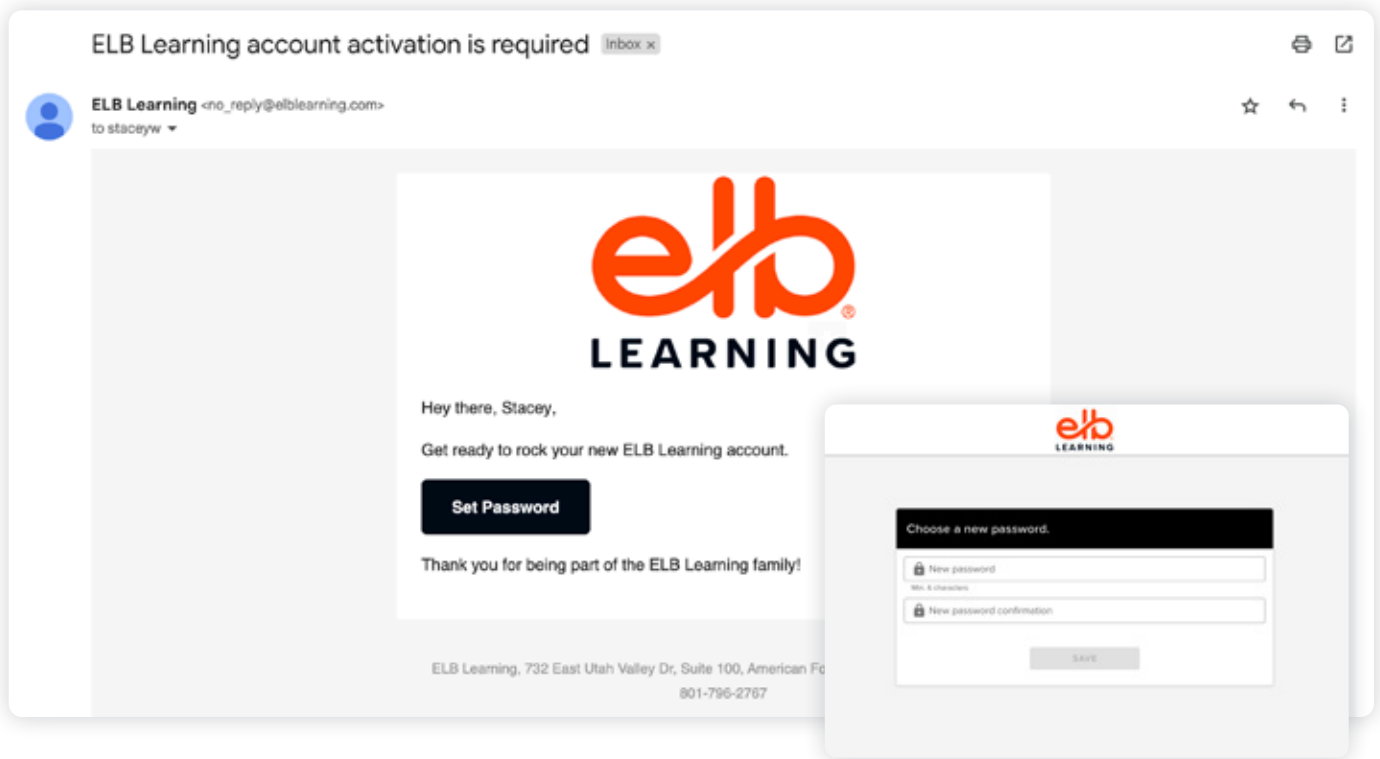 ELB Learning account activation is required Inbox x
ELB Learning <no_reply@elblearning.com>
to staceyw
elb®
LEARNING
Hey there, Stacey,
Get ready to rock your new ELB Learning account.
Set Password
Thank you for being part of the ELB Learning family!
ELB Learning, 732 East Utah Valley Dr, Suite 100, American Fo
801-796-2767
elb
LEARNING
Choose a new password.
New password
Min. 6 characters
New password confirmation
SAVE